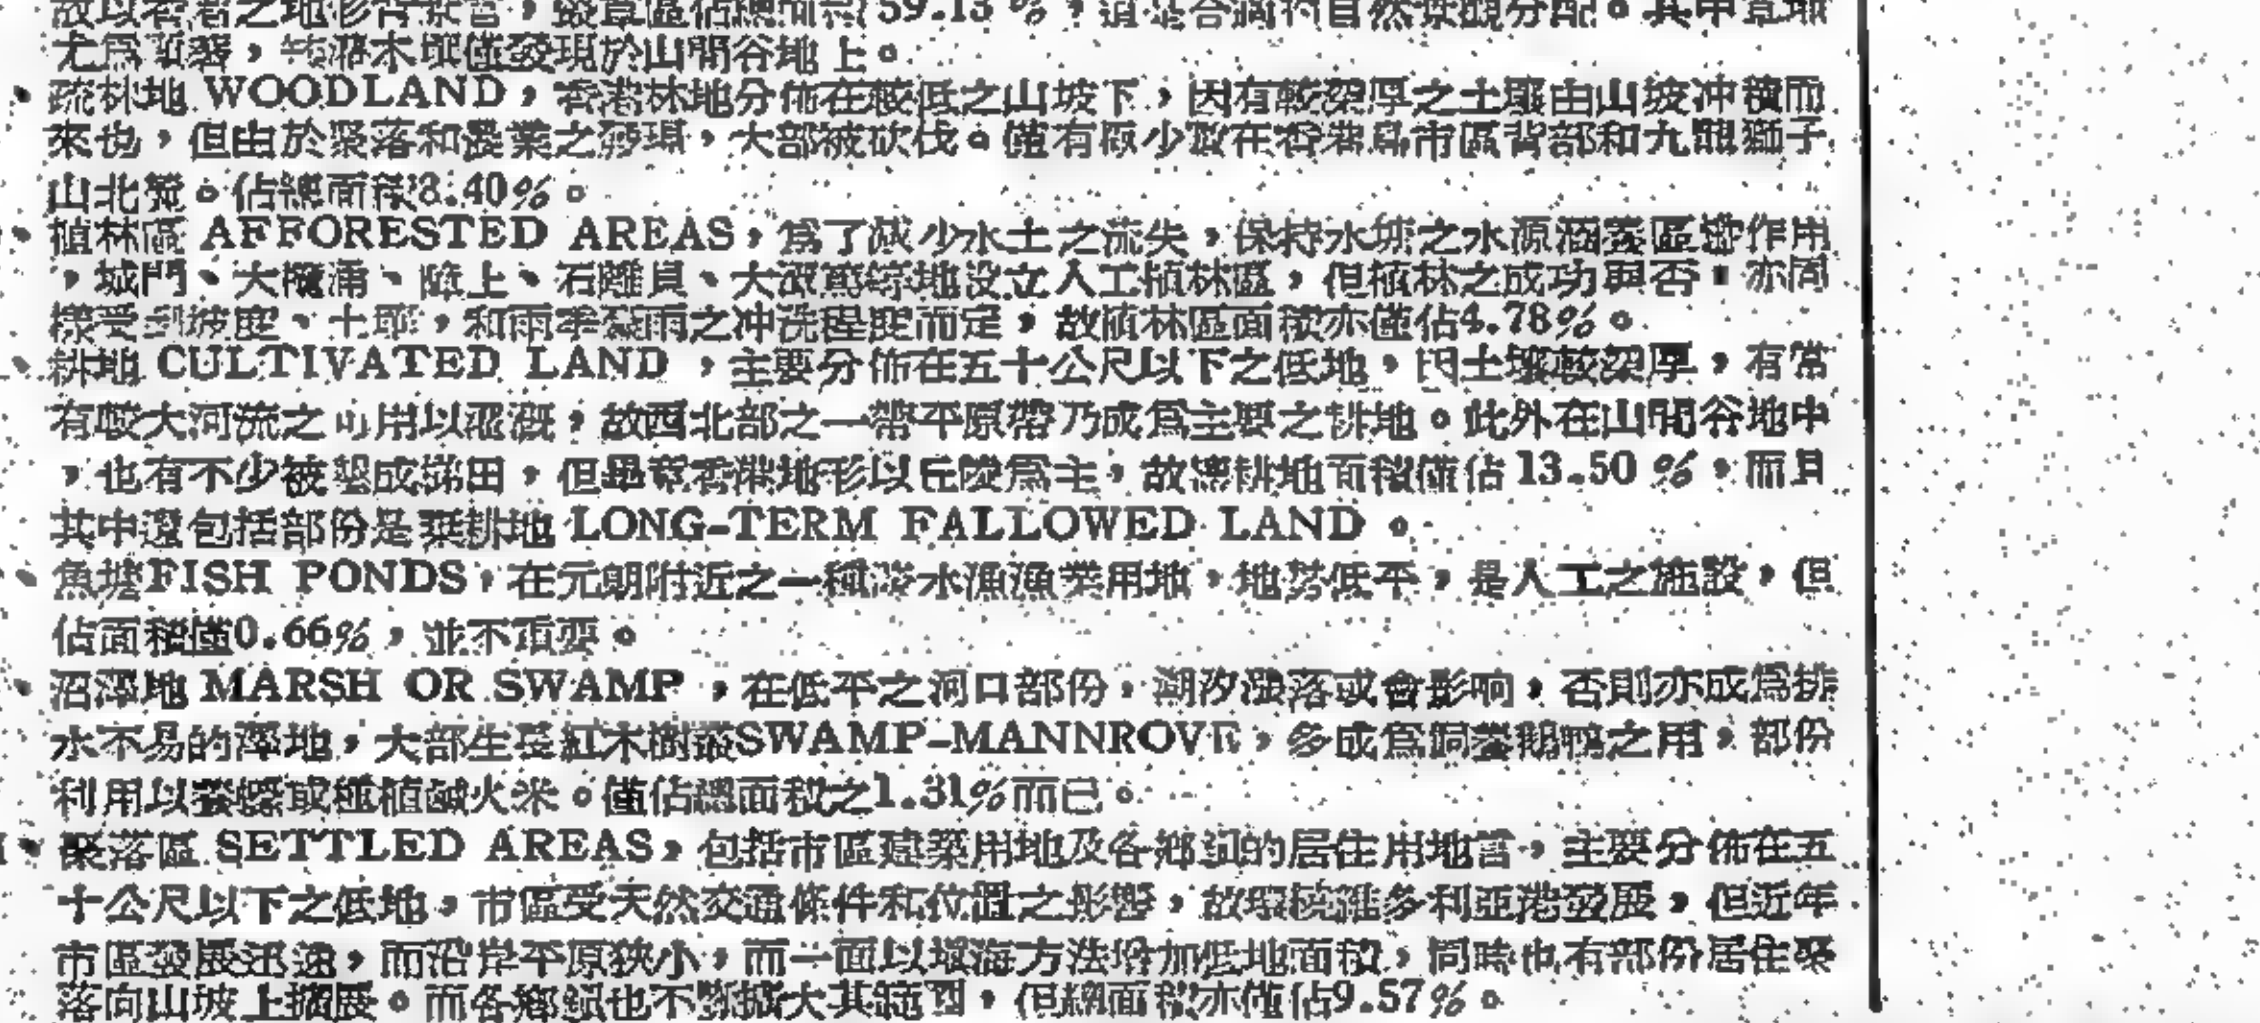 故以香港之地形背景言，灌草區佔總面積59.13%，這是合適的自然景觀分配。其中草地
尤爲重要，灌木叢僅發現於山間谷地上。
疏林地 WOODLAND，香港林地分佈在較低之山坡下，因有較深厚之土壤由山坡冲積而
來也，但由於聚落和農業之發現，大部被砍伐。僅有極少數在香港島市區背部和九龍獅子
山北麓。佔總面積3.40%。
植林區 AFFORESTED AREAS，爲了減少水土之流失，保持水塘之水源涵養區等作用
，城門、大欖涌、上、石籬貝、大等地設立人工植林區，但植林之成功與否，亦同
樣受到坡度、土壤，和雨季豪雨之冲洗程度而定，故植林區面積亦僅佔4.78%。
耕地 CULTIVATED LAND，主要分佈在五十公尺以下之低地，因土壤較深厚，有常
有較大河流之可用以灌溉，故西北部之一帶平原帶乃成爲主要之耕地。此外在山間谷地中
，也有不少被墾成梯田，但畢竟香港地形以丘陵爲主，故總耕地面積僅佔13.50%，而且
其中還包括部份是棄耕地 LONG-TERM FALLOWED LAND。
魚塘FISH PONDS，在元朗附近之一種淡水漁漁業用地，地勢低平，是人工之施設，但
佔面積僅0.66%，並不重要。
沼澤地 MARSH OR SWAMP，在低平之河口部份，潮汐漲落或會影响，否則亦成爲排
水不易的澤地，大部生長紅木樹叢SWAMP-MANNROVE，多成爲飼養鵝鴨之用，部份
利用以養蠔或種植鹹火米。僅佔總面積之1.31%而已。
聚落區 SETTLED AREAS，包括市區建築用地及各鄉鎮的居住用地言，主要分佈在五
十公尺以下之低地，市區受天然交通條件和位置之影響，故環繞維多利亞港發展，但近年
市區發展迅速，而沿岸平原狹小，而一面以填海方法增加低地面積，同時也有部份居住聚
落向山坡上擴展。而各鄉鎮也不斷擴大其範圍，但總面積亦僅佔9.57%。